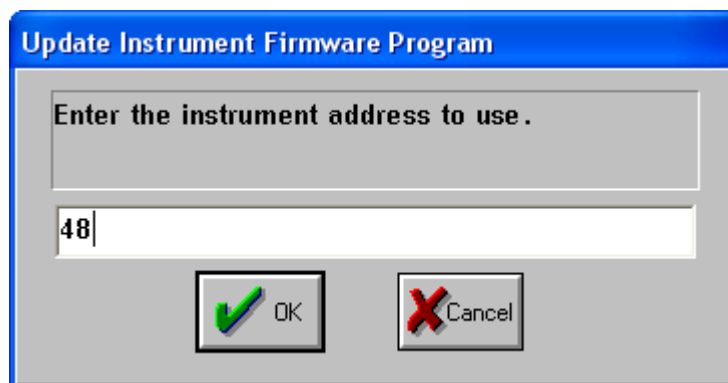 Update Instrument Firmware Program
Enter the instrument address to use.
48
OK Cancel